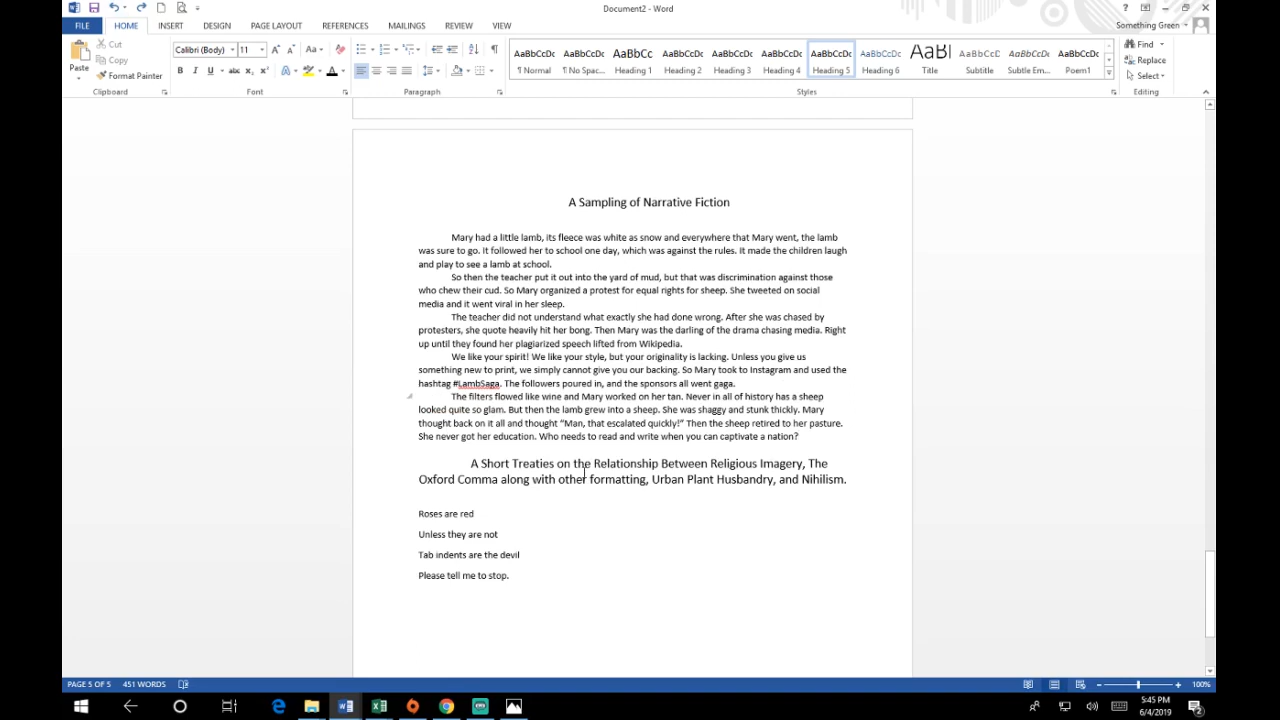 Document2 - Word
FILE HOME INSERT DESIGN PAGE LAYOUT REFERENCES MAILINGS REVIEW VIEW
Something Green
Paste
Cut
Copy
Format Painter
Clipboard
Calibri (Body) 11
Font
Paragraph
AaBbCcDc AaBbCcDc AaBbCc AaBbCcDc AaBbCcDc AaBbCcDc AaBbCcDc AaBbCcDc AaBl AaBbCcD AaBbCcDc AaBbCcDc
¶ Normal ¶ No Spac... Heading 1 Heading 2 Heading 3 Heading 4 Heading 5 Heading 6 Title Subtitle Subtle Em... Poem1
Styles
Find
Replace
Select
Editing
A Sampling of Narrative Fiction
Mary had a little lamb, its fleece was white as snow and everywhere that Mary went, the lamb
was sure to go. It followed her to school one day, which was against the rules. It made the children laugh
and play to see a lamb at school.
So then the teacher put it out into the yard of mud, but that was discrimination against those
who chew their cud. So Mary organized a protest for equal rights for sheep. She tweeted on social
media and it went viral in her sleep.
The teacher did not understand what exactly she had done wrong. After she was chased by
protesters, she quote heavily hit her bong. Then Mary was the darling of the drama chasing media. Right
up until they found her plagiarized speech lifted from Wikipedia.
We like your spirit! We like your style, but your originality is lacking. Unless you give us
something new to print, we simply cannot give you our backing. So Mary took to Instagram and used the
hashtag #LambSaga. The followers poured in, and the sponsors all went gaga.
The filters flowed like wine and Mary worked on her tan. Never in all of history has a sheep
looked quite so glam. But then the lamb grew into a sheep. She was shaggy and stunk thickly. Mary
thought back on it all and thought “Man, that escalated quickly!” Then the sheep retired to her pasture.
She never got her education. Who needs to read and write when you can captivate a nation?
A Short Treaties on the Relationship Between Religious Imagery, The
Oxford Comma along with other formatting, Urban Plant Husbandry, and Nihilism.
Roses are red
Unless they are not
Tab indents are the devil
Please tell me to stop.
PAGE 5 OF 5 451 WORDS
100%
5:45 PM
6/4/2019